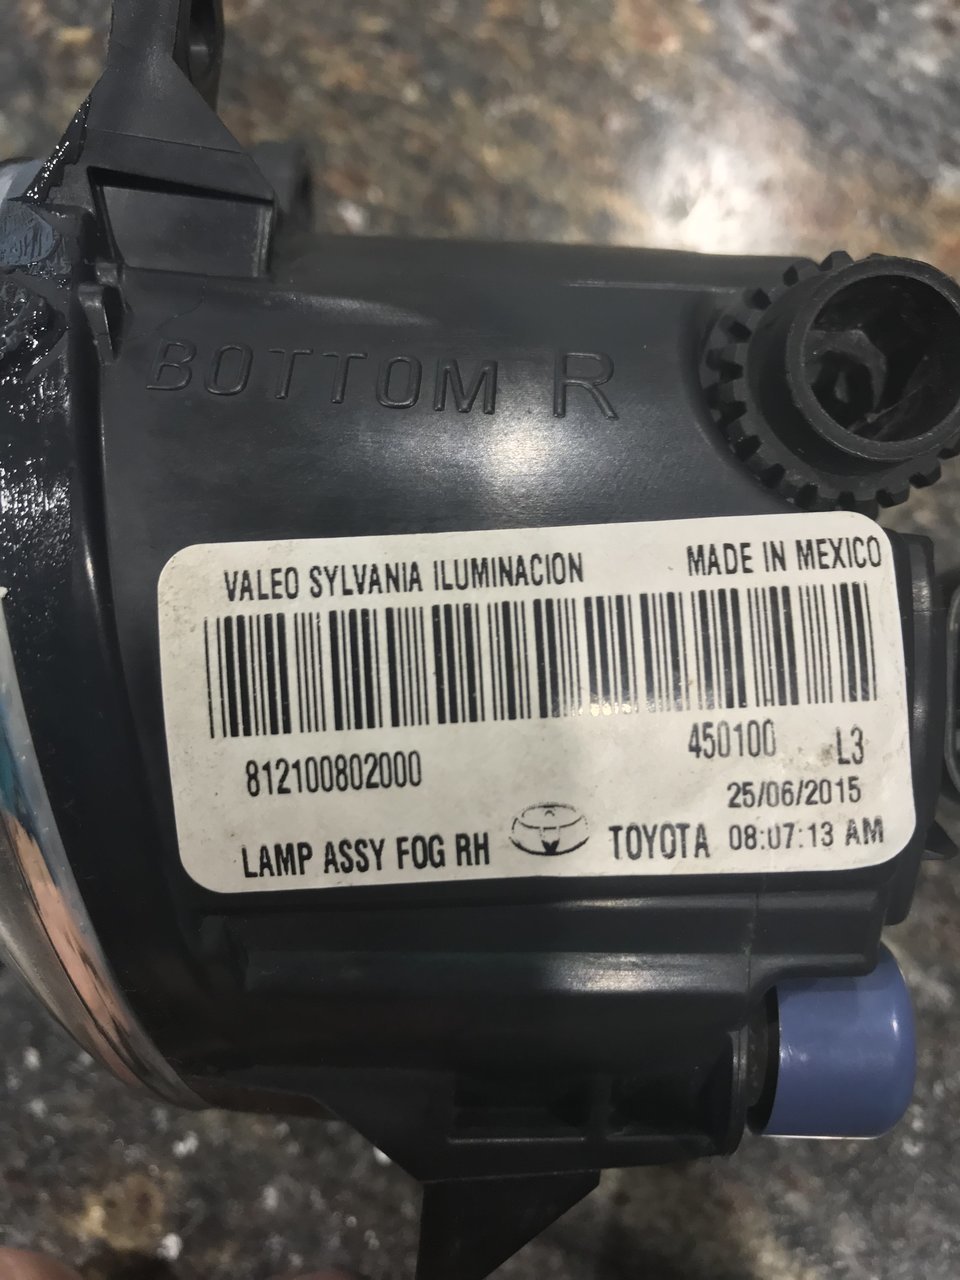 BOTTOM R
VALEO SYLVANIA ILUMINACION MADE IN MEXICO
812100802000 450100 L3
25/06/2015
LAMP ASSY FOG RH TOYOTA 08:07:13 AM